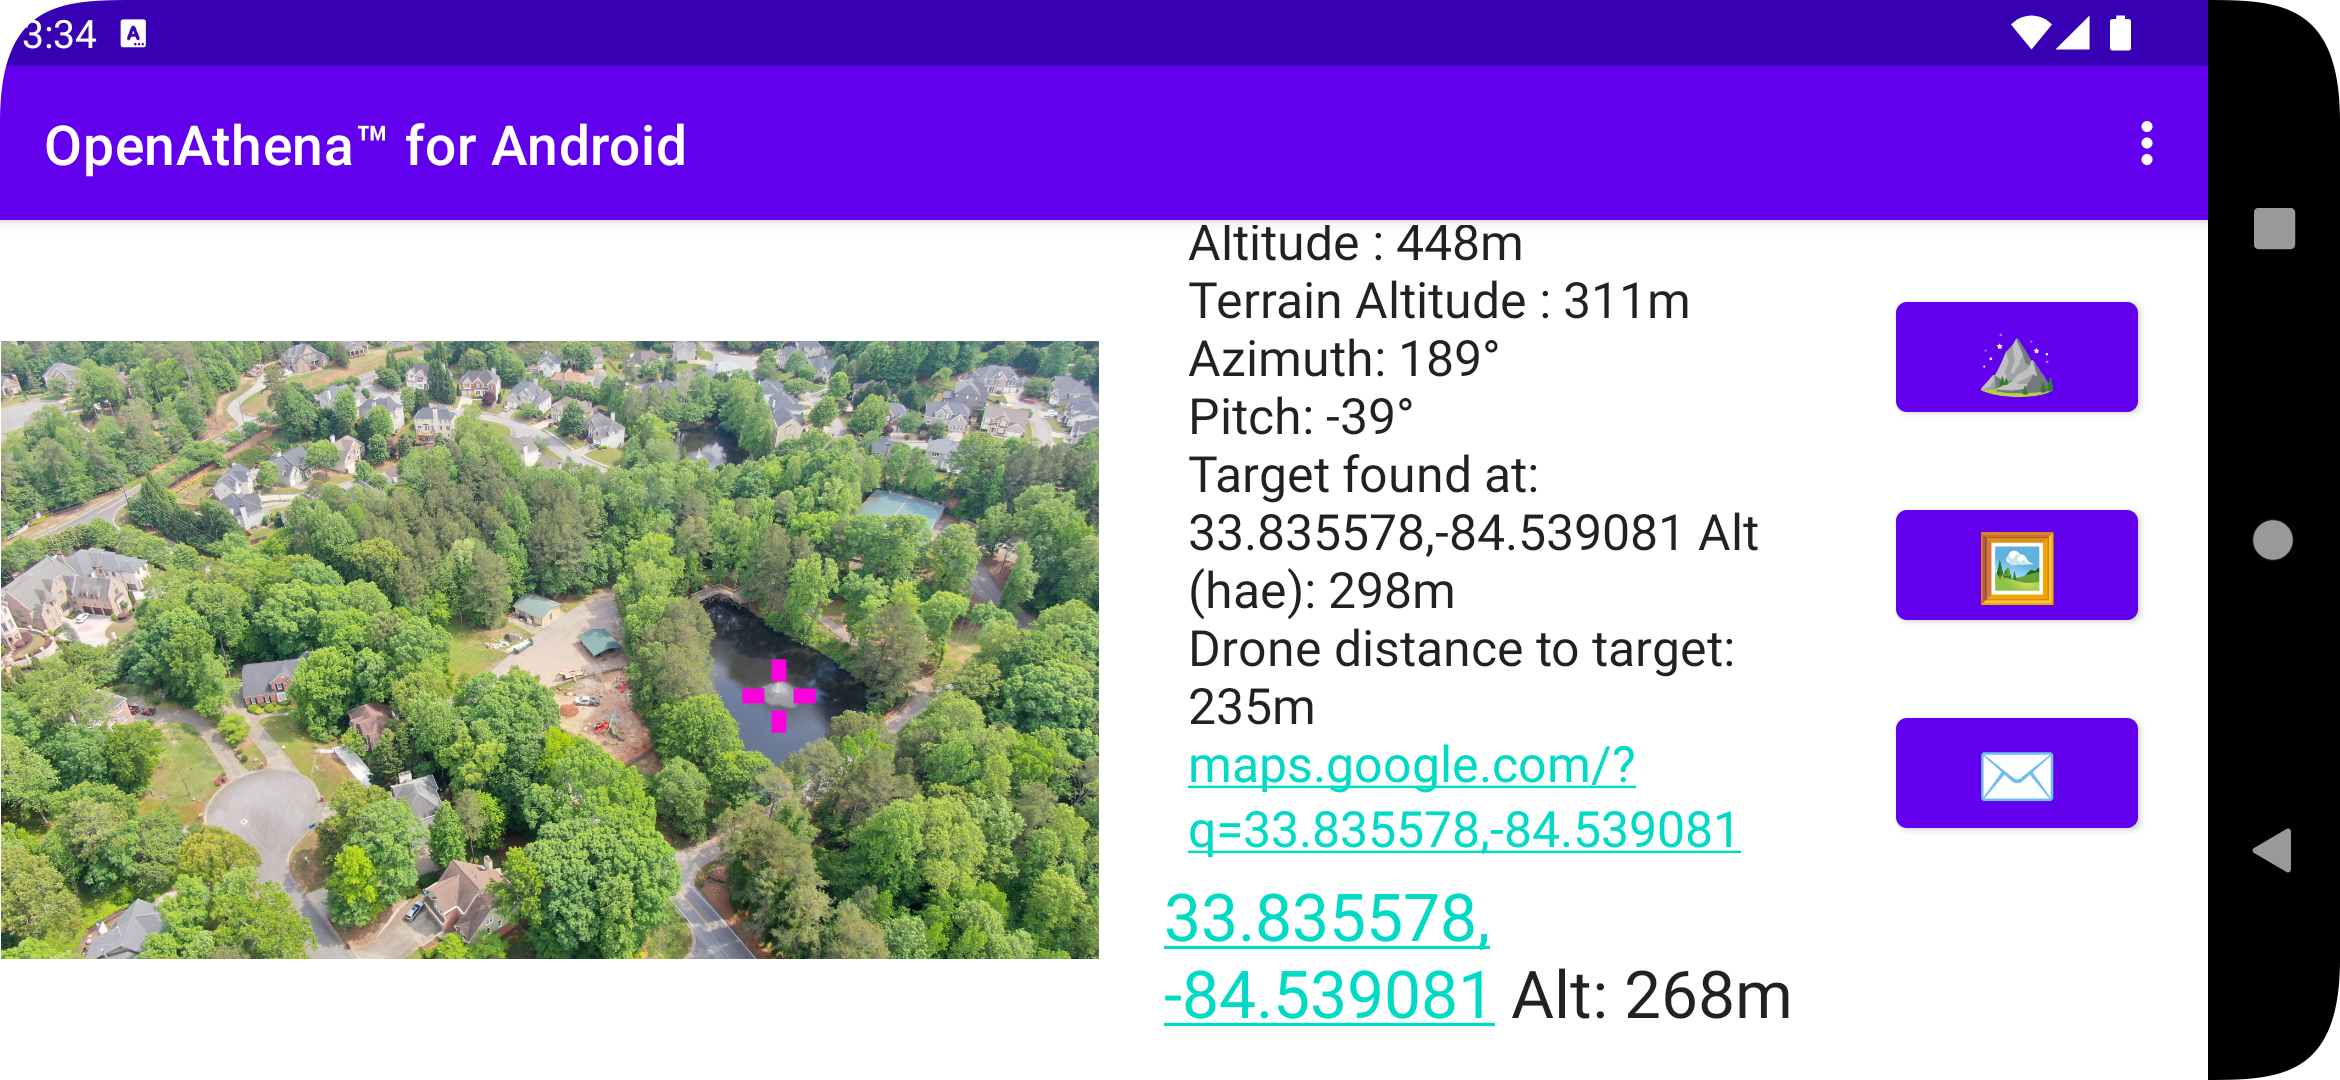 3:34
OpenAthena™ for Android
Altitude : 448m
Terrain Altitude : 311m
Azimuth: 189°
Pitch: -39°
Target found at:
33.835578,-84.539081 Alt
(hae): 298m
Drone distance to target:
235m
maps.google.com/?
q=33.835578,-84.539081
33.835578,
-84.539081 Alt: 268m